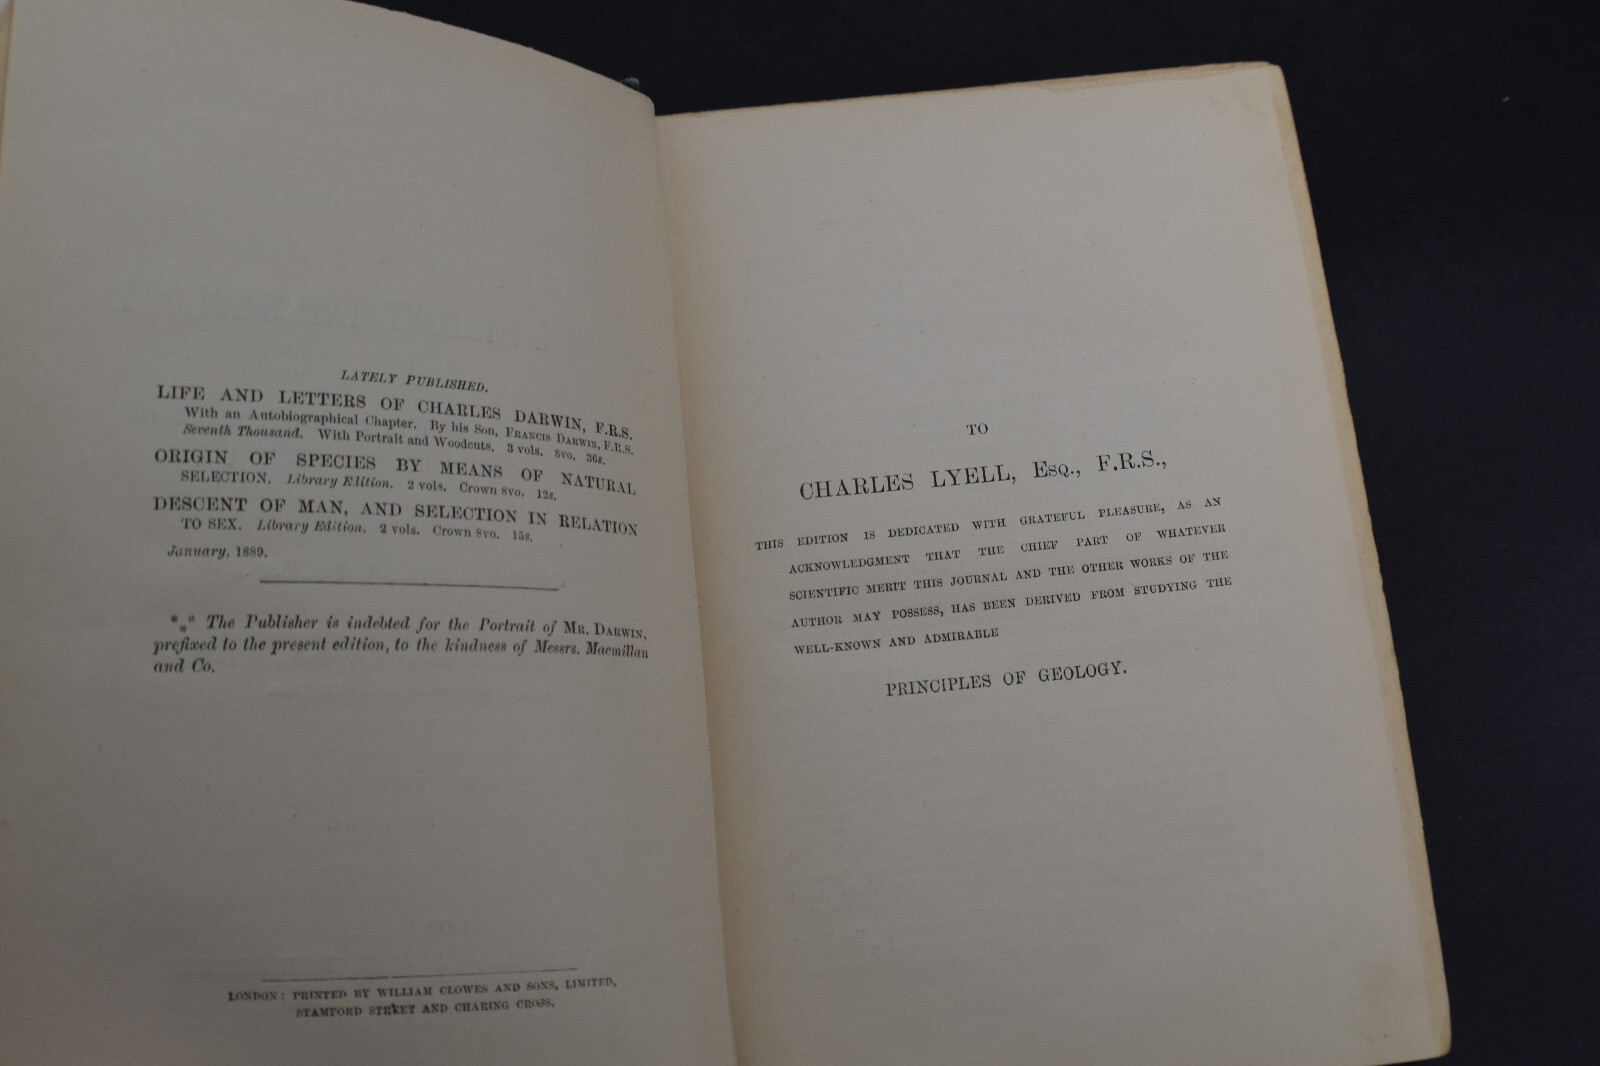 LATELY PUBLISHED.
LIFE AND LETTERS OF CHARLES DARWIN, F.R.S.
With an Autobiographical Chapter. By his Son, FRANCIS DARWIN, F.R.S.
Seventh Thousand. With Portrait and Woodcuts. 3 vols. 8vo. 36s.
ORIGIN OF SPECIES BY MEANS OF NATURAL
SELECTION. Library Edition. 2 vols. Crown 8vo. 12s.
DESCENT OF MAN, AND SELECTION IN RELATION
TO SEX. Library Edition. 2 vols. Crown 8vo. 15s.
January, 1889.
*** The Publisher is indebted for the Portrait of MR. DARWIN,
prefixed to the present edition, to the kindness of Messrs. Macmillan
and Co.
LONDON: PRINTED BY WILLIAM CLOWES AND SONS, LIMITED,
STAMFORD STREET AND CHARING CROSS.
TO
CHARLES LYELL, ESQ., F.R.S.,
THIS EDITION IS DEDICATED WITH GRATEFUL PLEASURE, AS AN
ACKNOWLEDGMENT THAT THE CHIEF PART OF WHATEVER
SCIENTIFIC MERIT THIS JOURNAL AND THE OTHER WORKS OF THE
AUTHOR MAY POSSESS, HAS BEEN DERIVED FROM STUDYING THE
WELL-KNOWN AND ADMIRABLE
PRINCIPLES OF GEOLOGY.